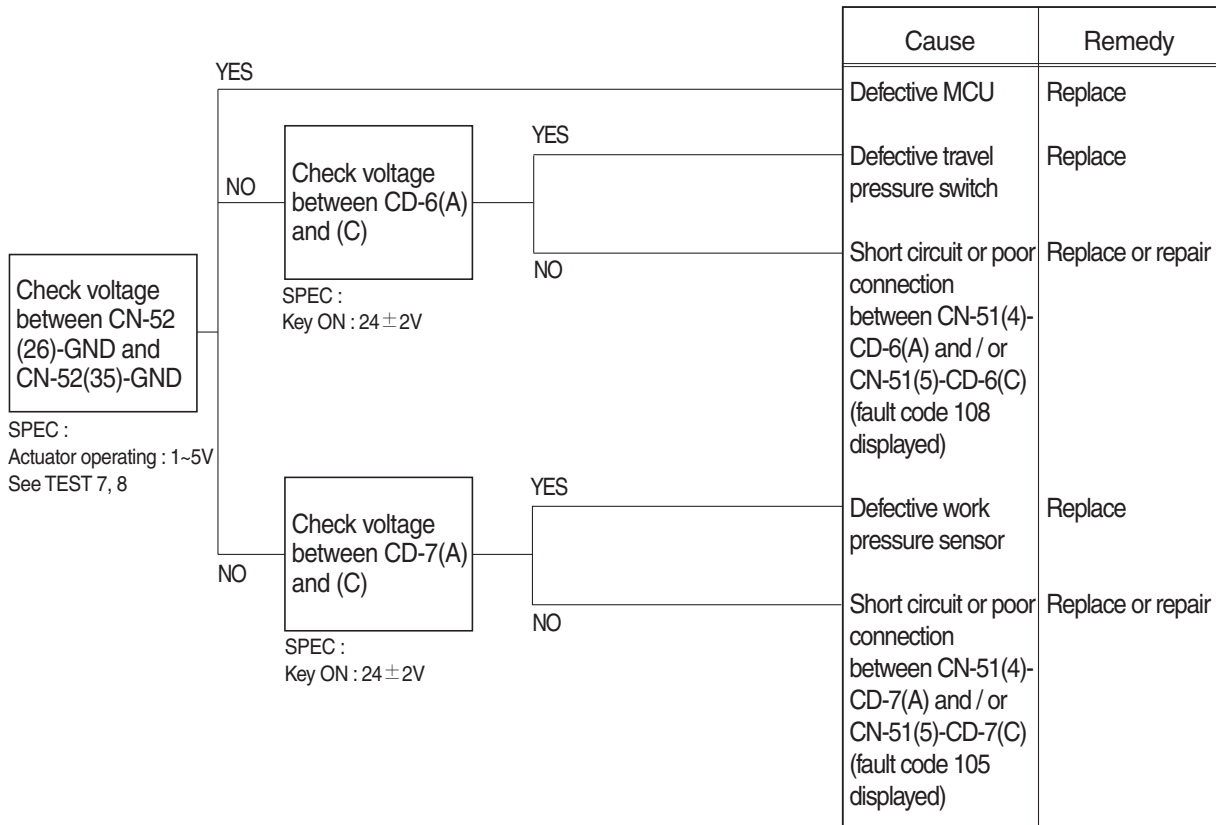 Cause Remedy
YES
Defective MCU Replace
YES
Check voltage
between CD-6(A)
and (C)
NO
Defective travel
pressure switch
Replace
NO
SPEC :
Key ON : 24±2V
Short circuit or poor
connection
between CN-51(4)-
CD-6(A) and / or
CN-51(5)-CD-6(C)
(fault code 108
displayed)
Replace or repair
Check voltage
between CN-52
(26)-GND and
CN-52(35)-GND
SPEC :
Actuator operating : 1~5V
See TEST 7, 8
YES
Check voltage
between CD-7(A)
and (C)
NO
Defective work
pressure sensor
Replace
NO
SPEC :
Key ON : 24±2V
Short circuit or poor
connection
between CN-51(4)-
CD-7(A) and / or
CN-51(5)-CD-7(C)
(fault code 105
displayed)
Replace or repair